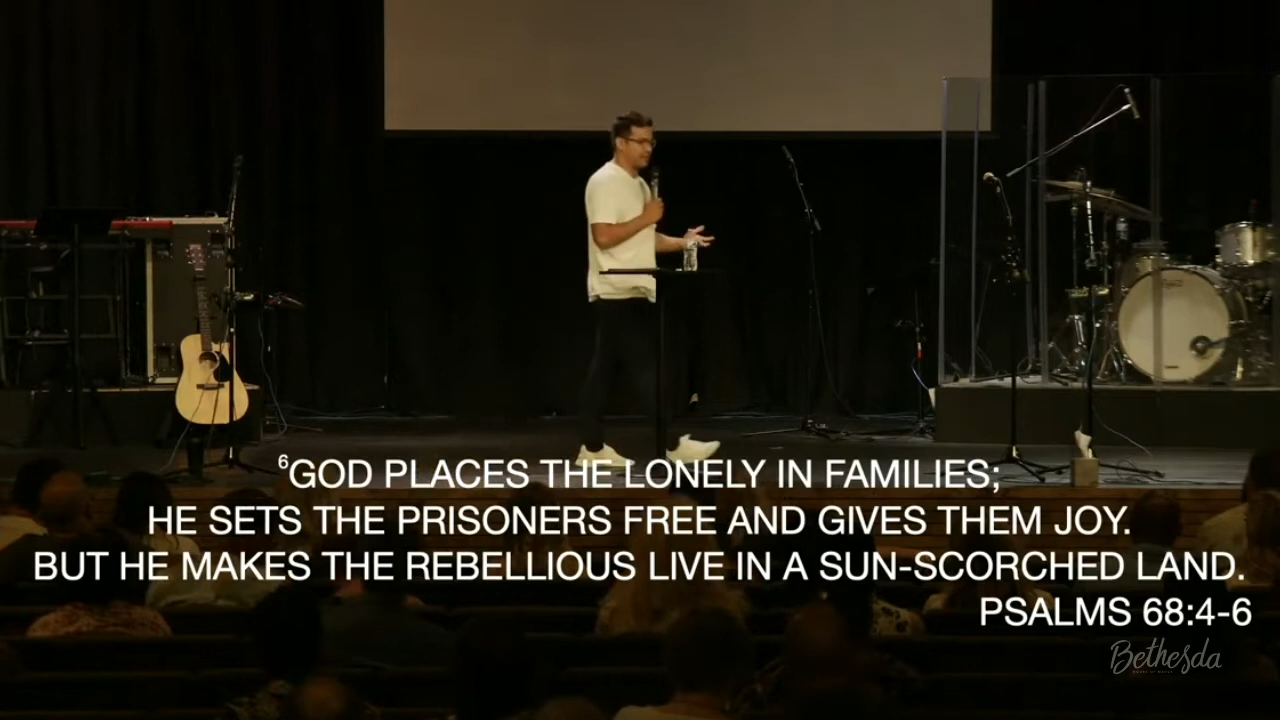 ⁶GOD PLACES THE LONELY IN FAMILIES;
HE SETS THE PRISONERS FREE AND GIVES THEM JOY.
BUT HE MAKES THE REBELLIOUS LIVE IN A SUN-SCORCHED LAND.
PSALMS 68:4-6
Bethesda